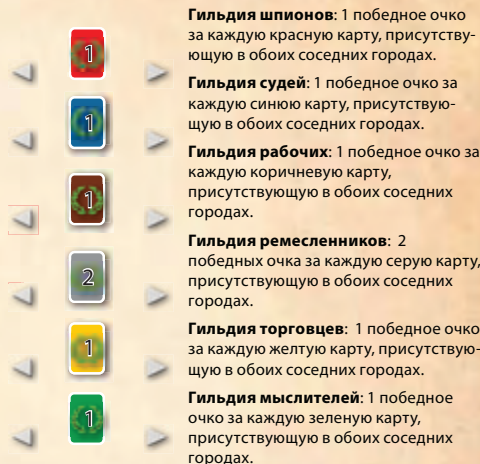 1
Гильдия шпионов: 1 победное очко
за каждую красную карту, присутству-
ющую в обоих соседних городах.
1
Гильдия судей: 1 победное очко за
каждую синюю карту, присутствую-
щую в обоих соседних городах.
1
Гильдия рабочих: 1 победное очко за
каждую коричневую карту,
присутствующую в обоих соседних
городах.
2
Гильдия ремесленников: 2
победных очка за каждую серую карту,
присутствующую в обоих соседних
городах.
1
Гильдия торговцев: 1 победное очко
за каждую желтую карту, присутствую-
щую в обоих соседних городах.
1
Гильдия мыслителей: 1 победное
очко за каждую зеленую карту,
присутствующую в обоих соседних
городах.